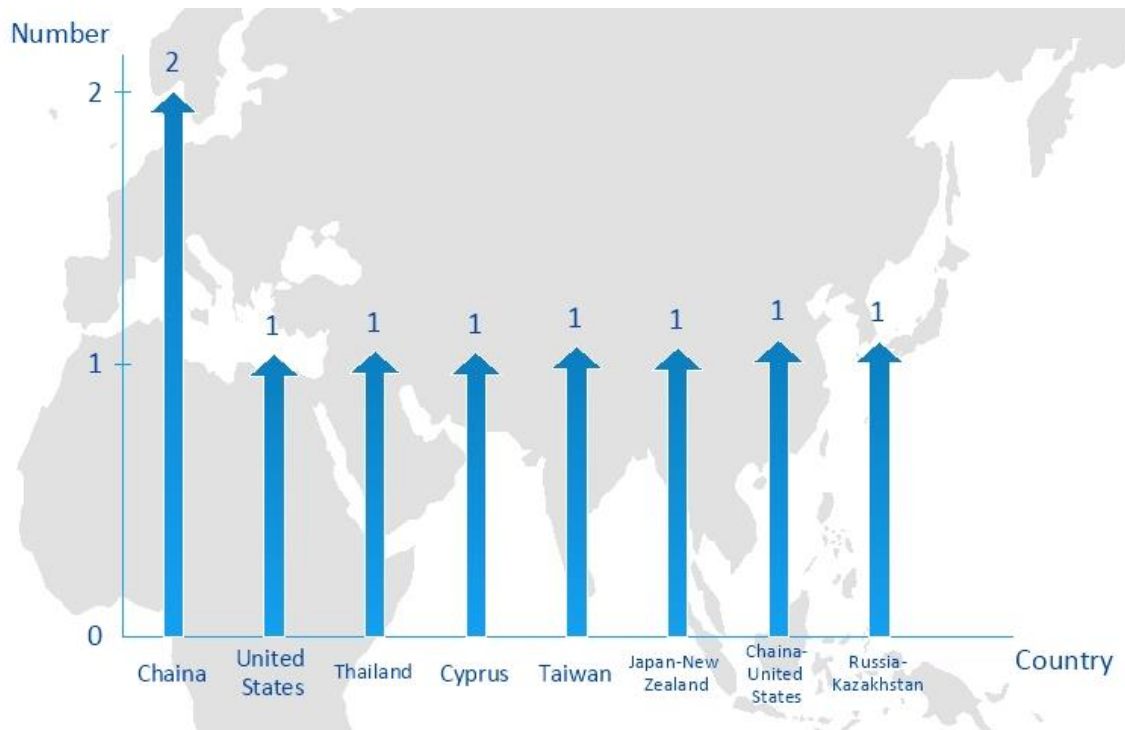 Number
2
1
0
2
1
1
1
1
1
1
1
Chaina
United
States
Thailand
Cyprus
Taiwan
Japan-New
Zealand
Chaina-
United
States
Russia-
Kazakhstan
Country